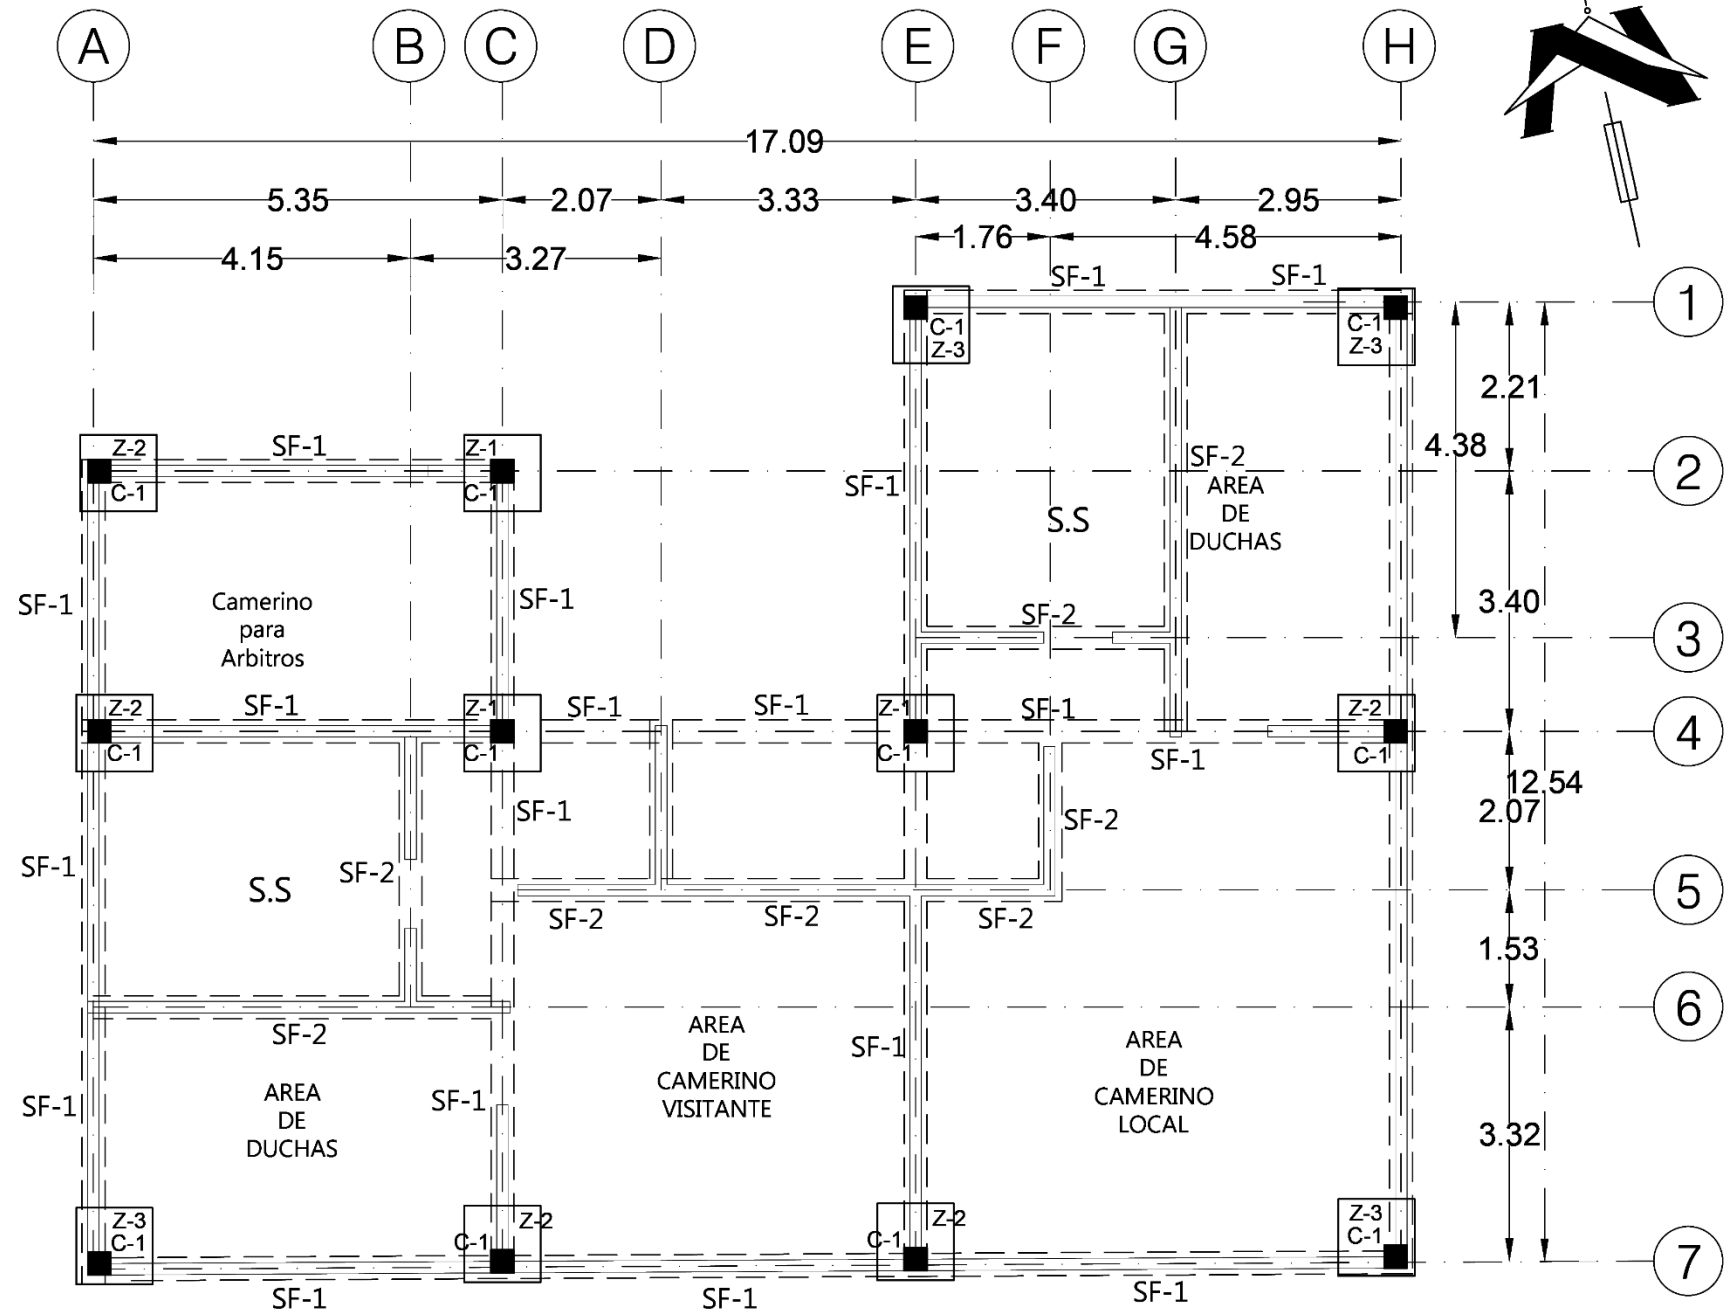 A B C D E F G H
17.09
5.35 2.07 3.33 3.40 2.95
1.76 4.58
4.15 3.27
SF-1 SF-1
1
C-1 C-1
Z-3 Z-3
2.21
Z-2 SF-1 Z-1
4.38
SF-2
2
C-1 C-1 SF-1 AREA
S.S DE
DUCHAS
SF-1 SF-1
Camerino
para
Arbitros
3.40
SF-2
3
Z-2 SF-1 Z-1 SF-1 SF-1 Z-1 SF-1 Z-2
4
C-1 C-1 C-1 SF-1 C-1
12.54
2.07
SF-1 SF-2
SF-1 S.S SF-2
5
SF-2 SF-2 SF-2
1.53
6
SF-2
AREA
DE
CAMERINO
VISITANTE
SF-1
AREA
DE
CAMERINO
LOCAL
SF-1 AREA
DE
DUCHAS
SF-1
3.32
Z-3 Z-2 Z-2 Z-3
C-1 C-1 C-1 C-1
7
SF-1 SF-1 SF-1